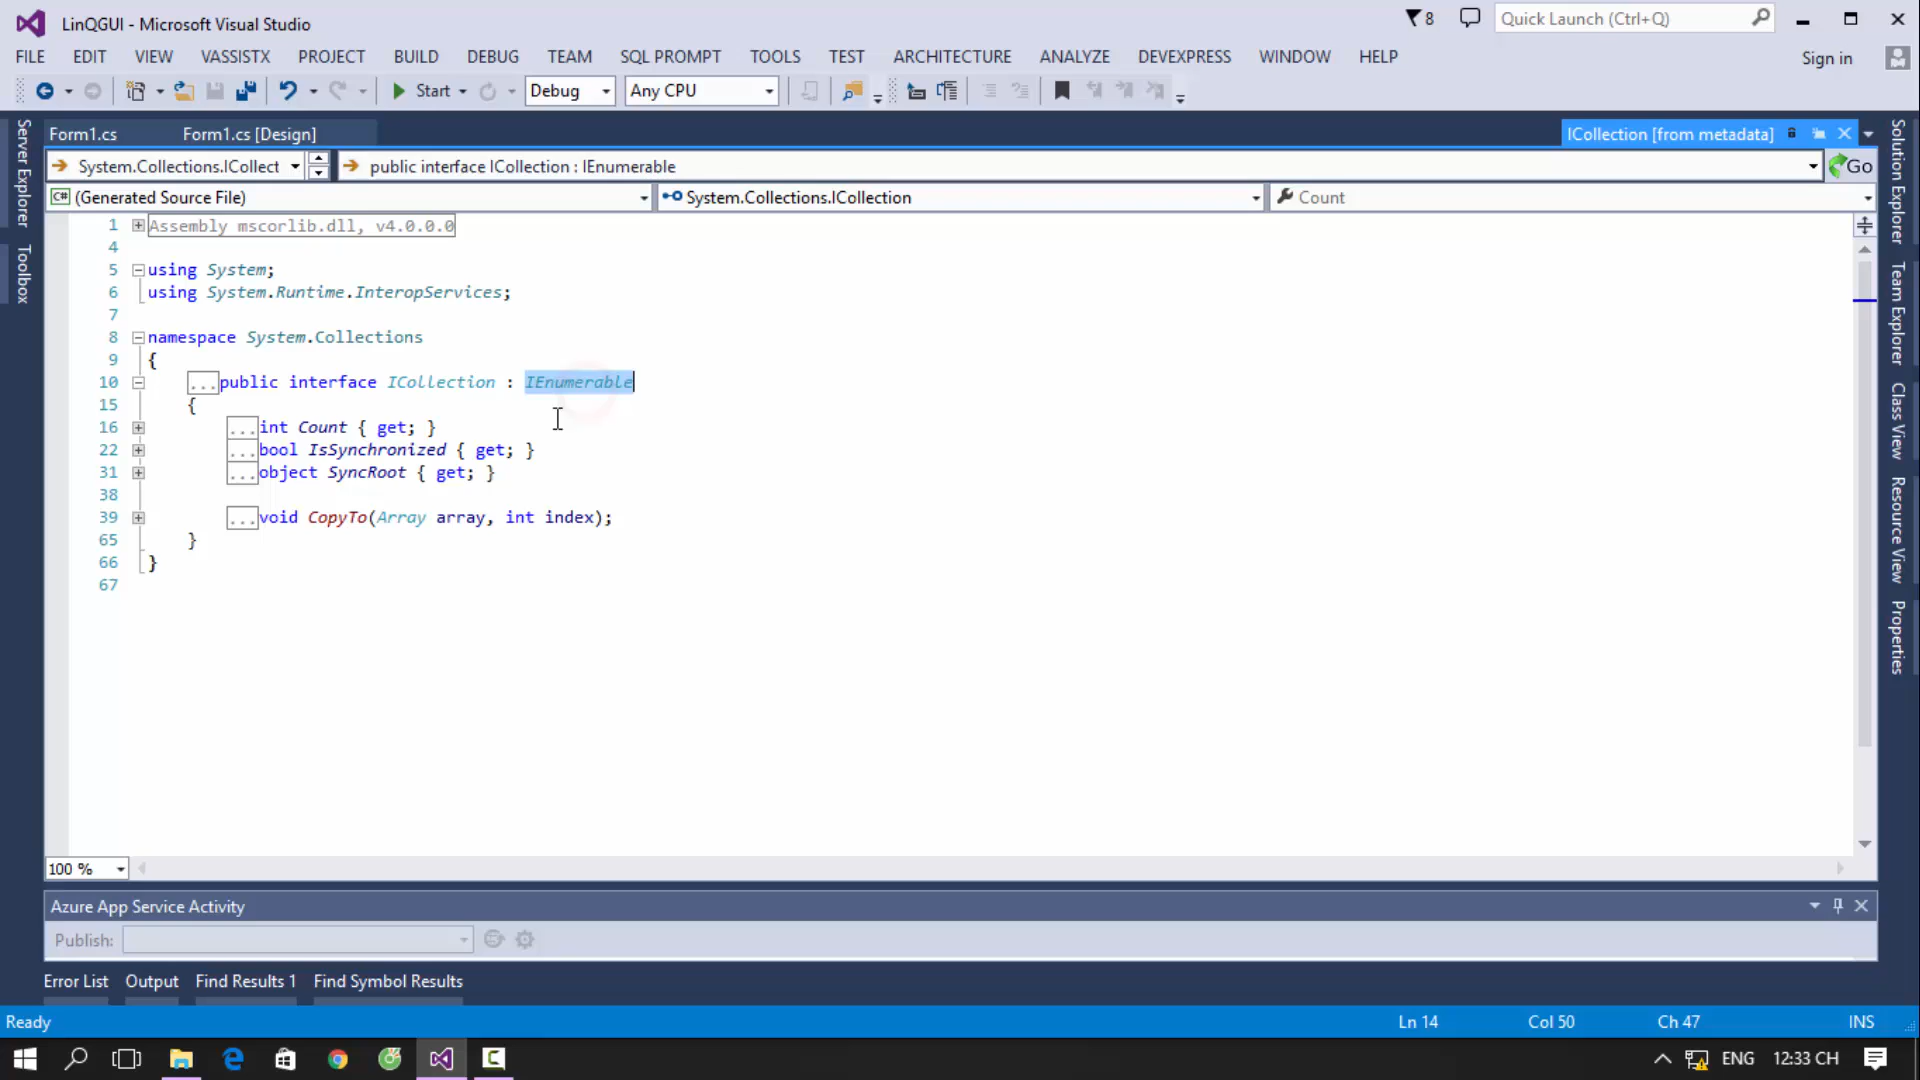 LinQGUI - Microsoft Visual Studio
8
Quick Launch (Ctrl+Q)
FILE EDIT VIEW VASSISTX PROJECT BUILD DEBUG TEAM SQL PROMPT TOOLS TEST ARCHITECTURE ANALYZE DEVEXPRESS WINDOW HELP
Sign in
Start Debug Any CPU
Server Explorer
Toolbox
Form1.cs Form1.cs [Design] ICollection [from metadata]
System.Collections.ICollect public interface ICollection : IEnumerable Go
C# (Generated Source File) System.Collections.ICollection Count
1 Assembly mscorlib.dll, v4.0.0.0
4
5 using System;
6 using System.Runtime.InteropServices;
7
8 namespace System.Collections
9 {
10 ...public interface ICollection : IEnumerable
15 {
16 ...int Count { get; }
22 ...bool IsSynchronized { get; }
31 ...object SyncRoot { get; }
38
39 ...void CopyTo(Array array, int index);
65 }
66 }
67
Solution Explorer
Team Explorer
Class View
Resource View
Properties
100 %
Azure App Service Activity
Publish:
Error List Output Find Results 1 Find Symbol Results
Ready Ln 14 Col 50 Ch 47 INS
ENG 12:33 CH